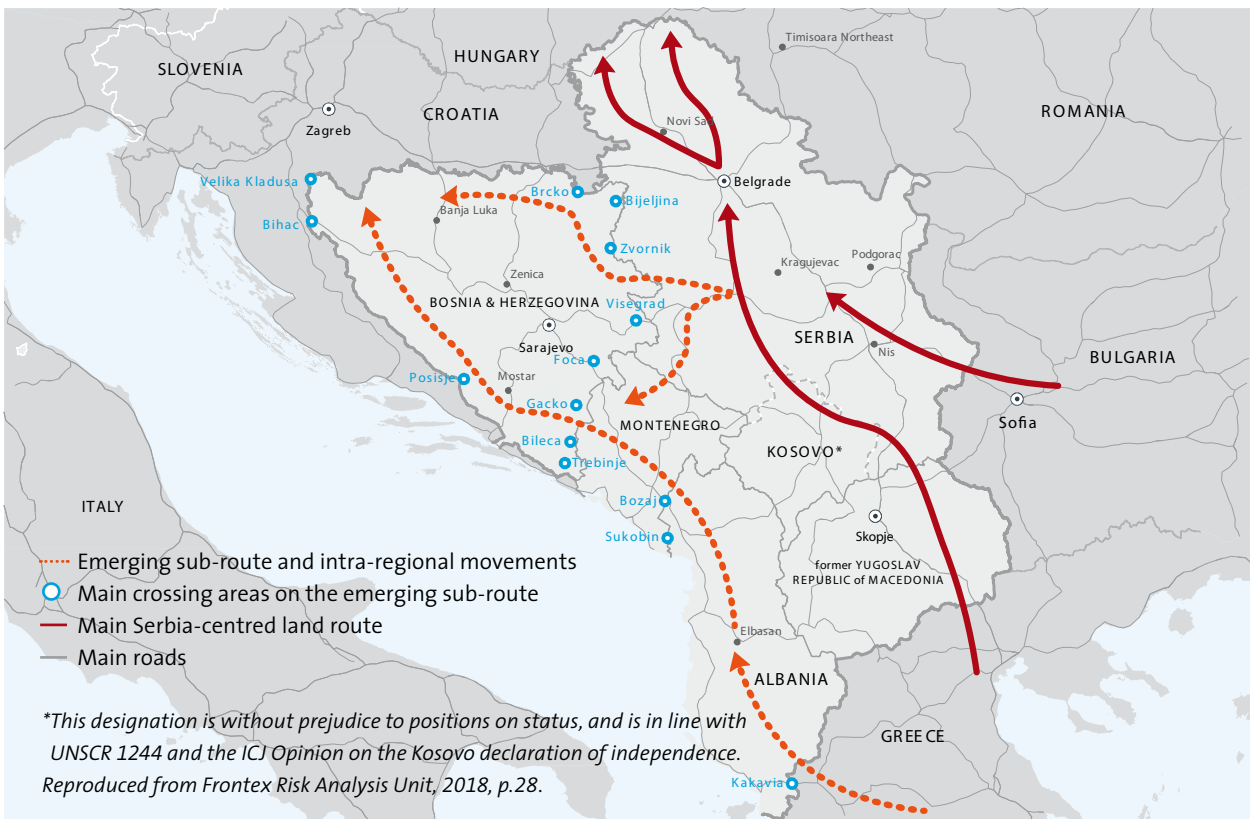 Timisoara Northeast
HUNGARY
SLOVENIA
ROMANIA
CROATIA
Zagreb
Novi Sad
Velika Kladusa
Brcko
Belgrade
Bijeljina
Banja Luka
Bihac
Zvornik
Podgorac
Kragujevac
Zenica
BOSNIA & HERZEGOVINA
Visegrad
SERBIA
Sarajevo
Nis
BULGARIA
Foca
Posisje
Mostar
Gacko
Sofia
MONTENEGRO
Bileca
KOSOVO*
Trebinje
Bozaj
ITALY
Sukobin
Skopje
former YUGOSLAV
REPUBLIC of MACEDONIA
Emerging sub-route and intra-regional movements
Main crossing areas on the emerging sub-route
Main Serbia-centred land route
Main roads
Elbasan
ALBANIA
GREECE
Kakavia
*This designation is without prejudice to positions on status, and is in line with
UNSCR 1244 and the ICJ Opinion on the Kosovo declaration of independence.
Reproduced from Frontex Risk Analysis Unit, 2018, p.28.